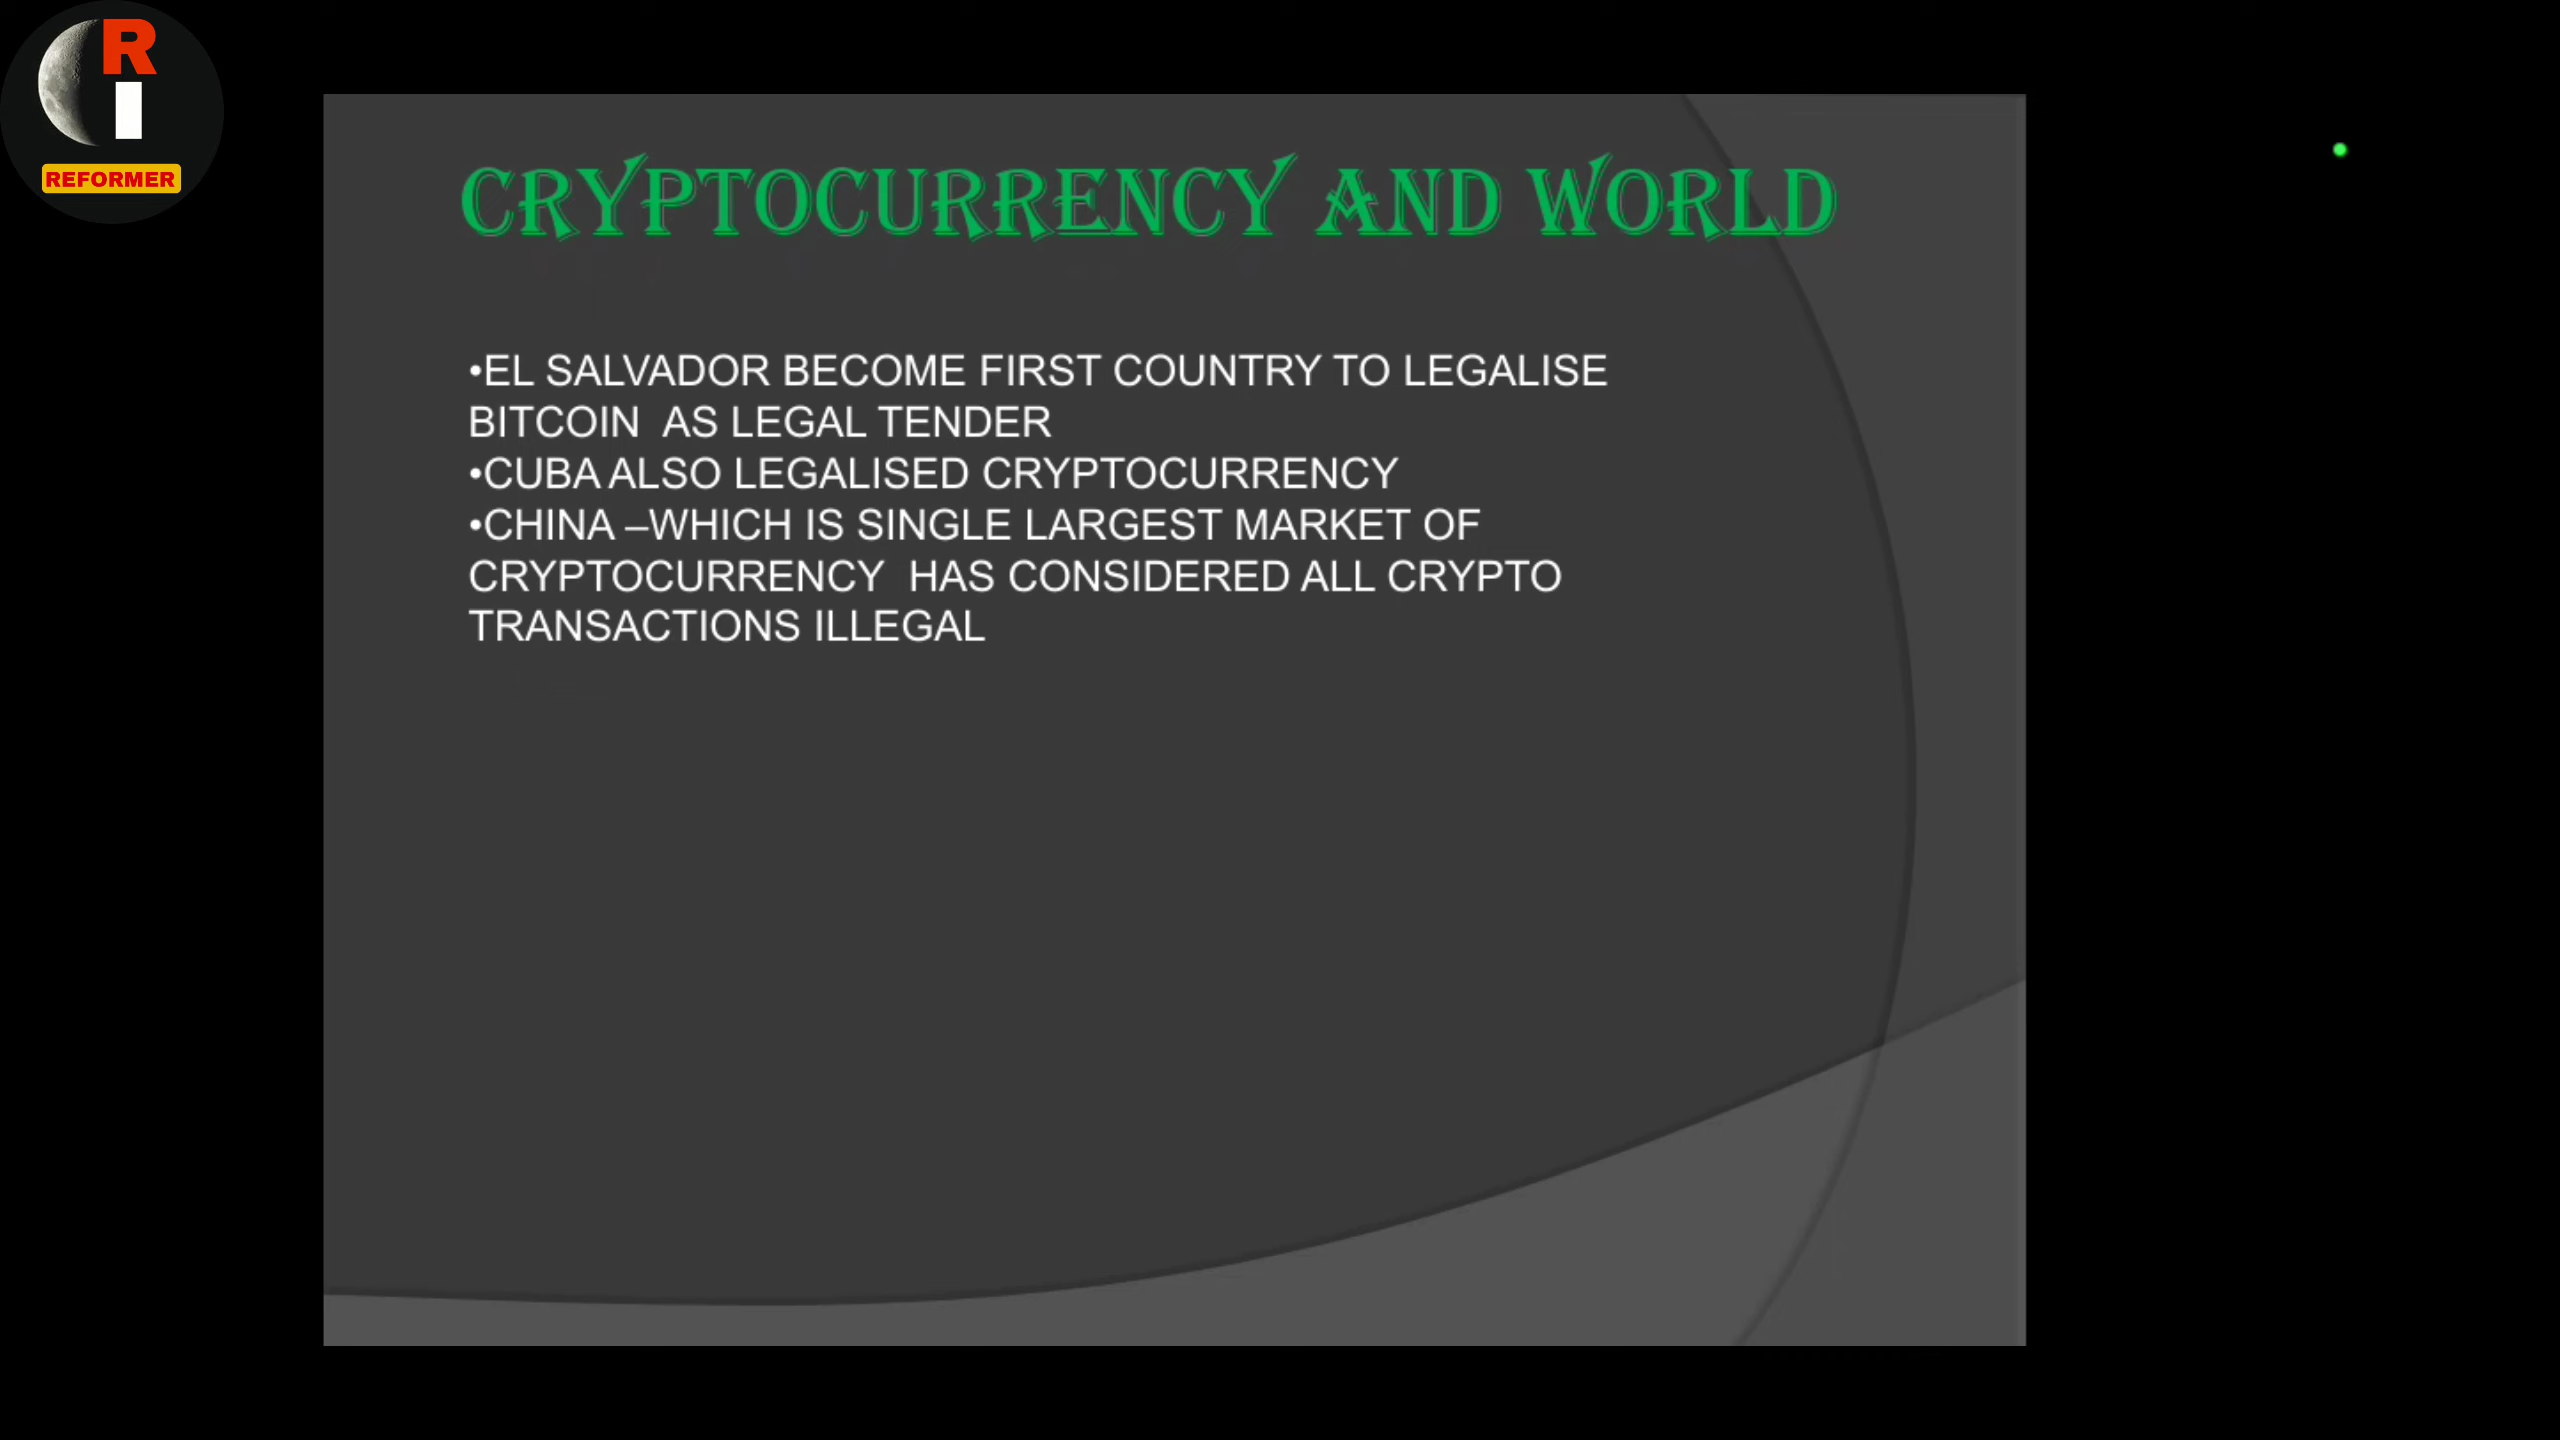 R
I
REFORMER
CRYPTOCURRENCY AND WORLD
•EL SALVADOR BECOME FIRST COUNTRY TO LEGALISE
BITCOIN  AS LEGAL TENDER
•CUBA ALSO LEGALISED CRYPTOCURRENCY
•CHINA –WHICH IS SINGLE LARGEST MARKET OF
CRYPTOCURRENCY  HAS CONSIDERED ALL CRYPTO
TRANSACTIONS ILLEGAL